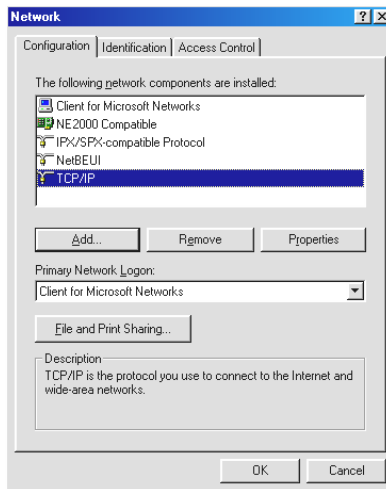 Network
Configuration Identification Access Control
The following network components are installed:
Client for Microsoft Networks
NE2000 Compatible
IPX/SPX-compatible Protocol
NetBEUI
TCP/IP
Add... Remove Properties
Primary Network Logon:
Client for Microsoft Networks
File and Print Sharing...
Description
TCP/IP is the protocol you use to connect to the Internet and
wide-area networks.
OK Cancel